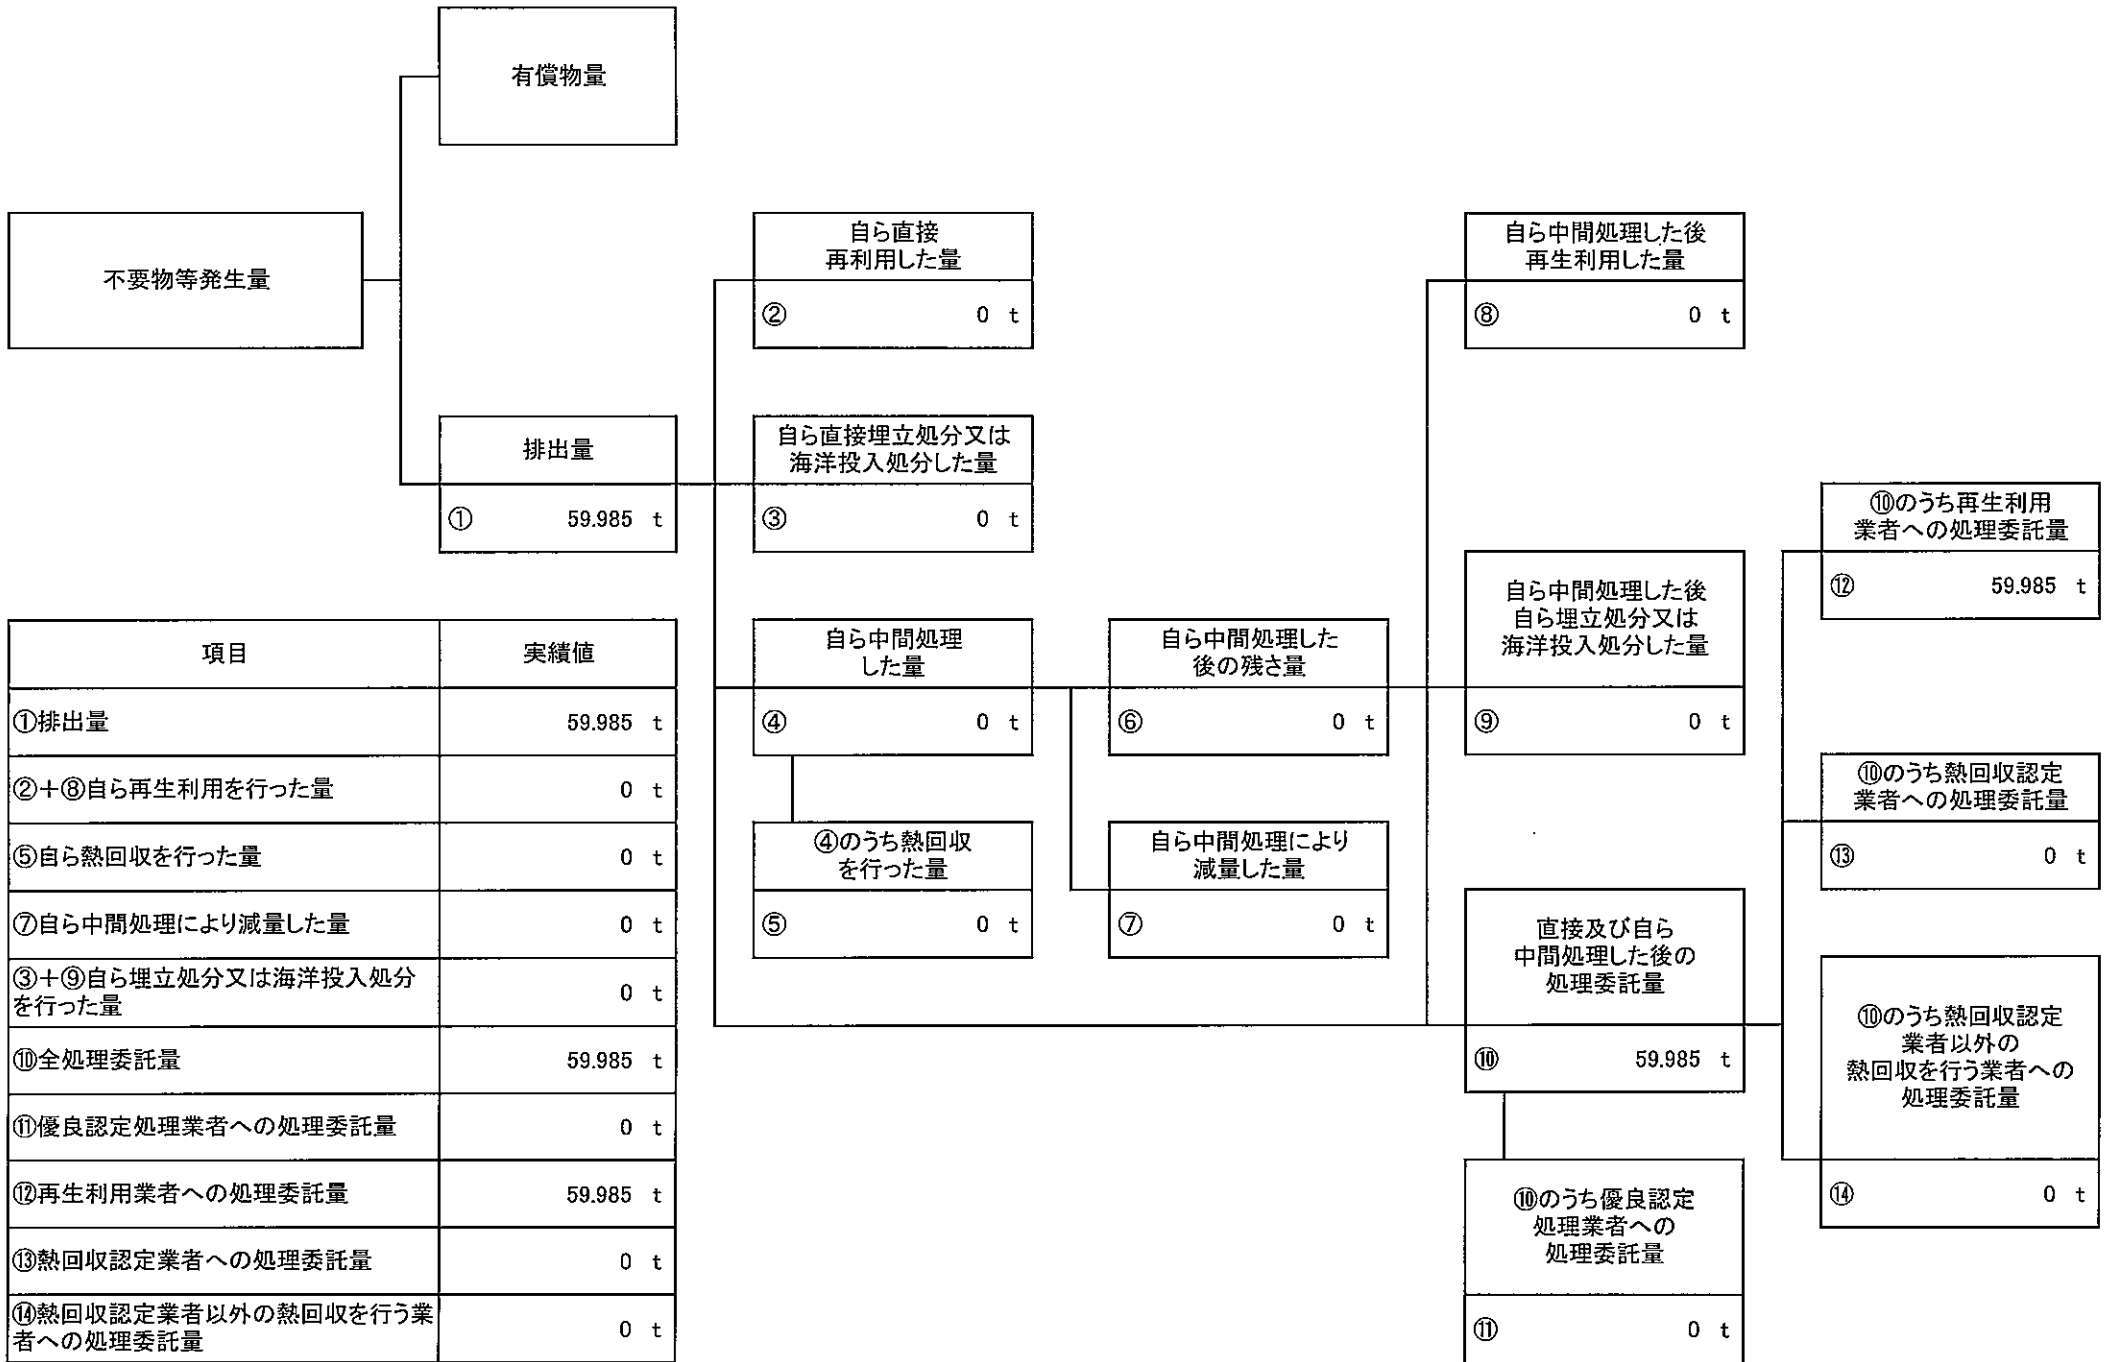 有償物量
不要物等発生量
排出量
① 59.985 t
自ら直接
再利用した量
② 0 t
自ら直接埋立処分又は
海洋投入処分した量
③ 0 t
自ら中間処理
した量
④ 0 t
④のうち熱回収
を行った量
⑤ 0 t
自ら中間処理した
後の残さ量
⑥ 0 t
自ら中間処理により
減量した量
⑦ 0 t
自ら中間処理した後
再生利用した量
⑧ 0 t
自ら中間処理した後
自ら埋立処分又は
海洋投入処分した量
⑨ 0 t
直接及び自ら
中間処理した後の
処理委託量
⑩ 59.985 t
⑩のうち優良認定
処理業者への
処理委託量
⑪ 0 t
⑩のうち再生利用
業者への処理委託量
⑫ 59.985 t
⑩のうち熱回収認定
業者への処理委託量
⑬ 0 t
⑩のうち熱回収認定
業者以外の
熱回収を行う業者への
処理委託量
⑭ 0 t
項目 実績値
①排出量 59.985 t
②+⑧自ら再生利用を行った量 0 t
⑤自ら熱回収を行った量 0 t
⑦自ら中間処理により減量した量 0 t
③+⑨自ら埋立処分又は海洋投入処分
を行った量 0 t
⑩全処理委託量 59.985 t
⑪優良認定処理業者への処理委託量 0 t
⑫再生利用業者への処理委託量 59.985 t
⑬熱回収認定業者への処理委託量 0 t
⑭熱回収認定業者以外の熱回収を行う業
者への処理委託量 0 t